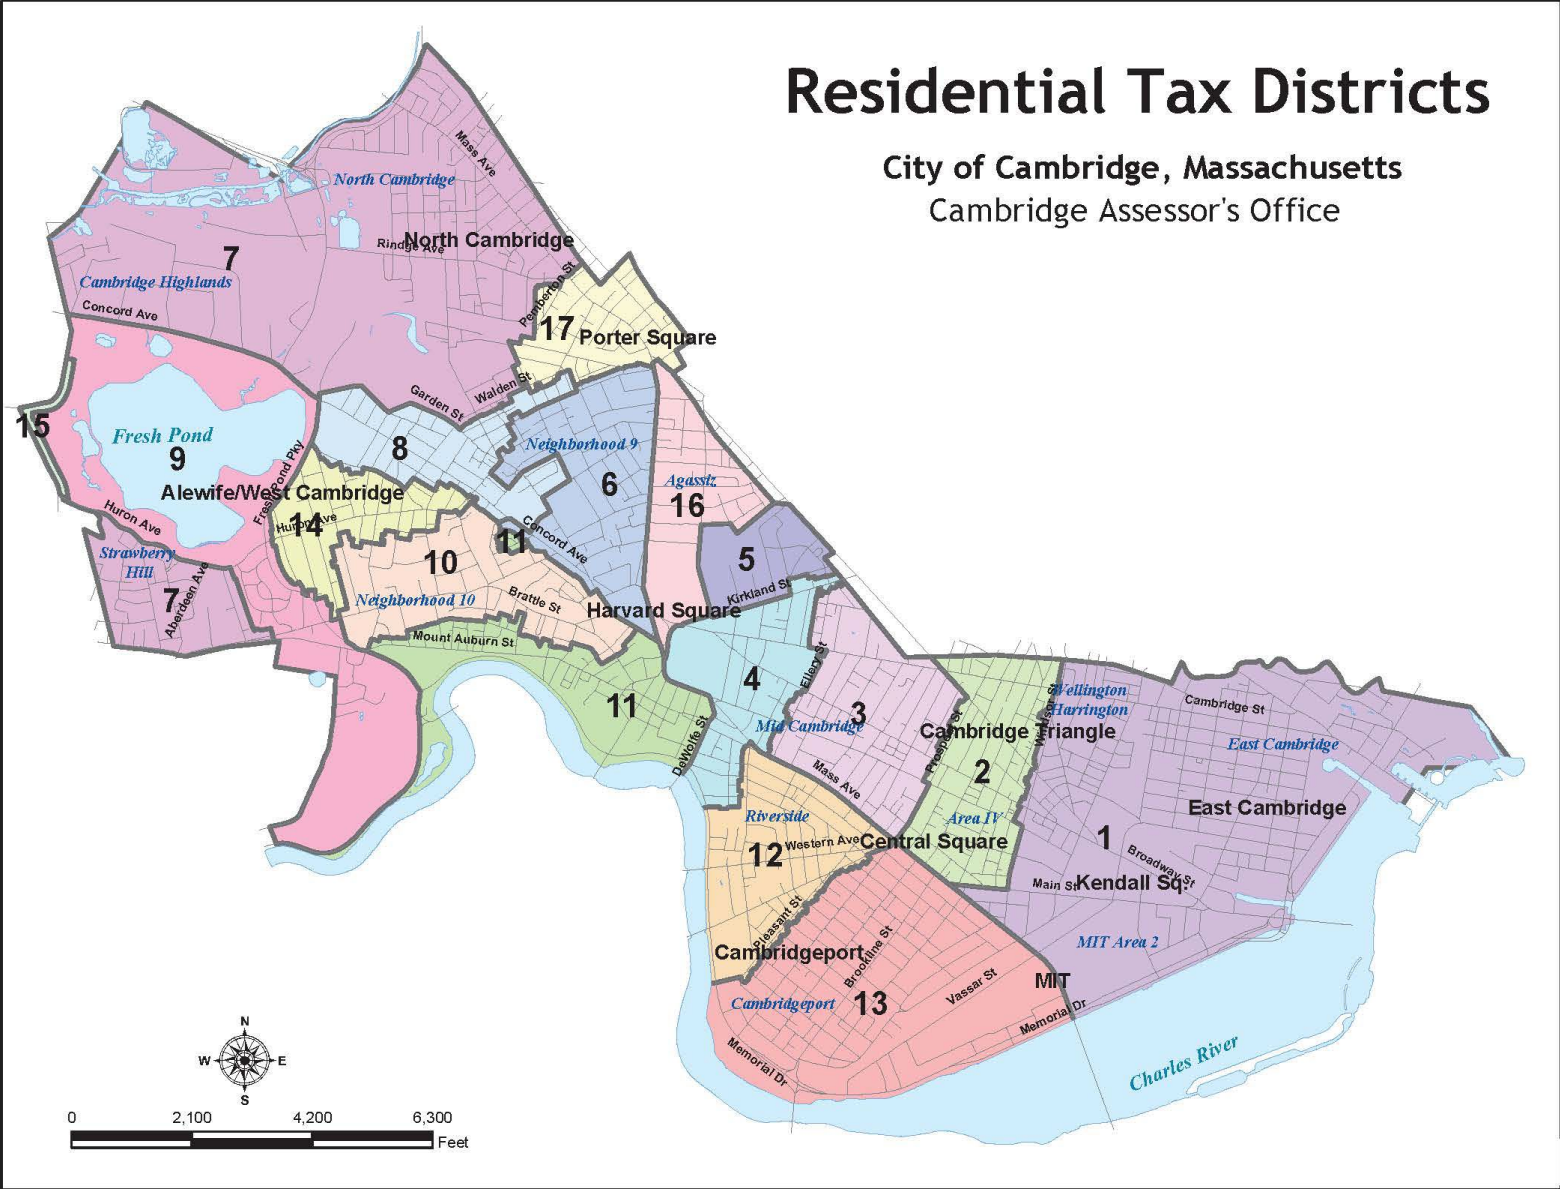 Residential Tax Districts
City of Cambridge, Massachusetts
Cambridge Assessor's Office
Mass Ave
North Cambridge
North Cambridge
Rindge Ave
7
Cambridge Highlands
Concord Ave
Pemberton St
17
Porter Square
Walden St
Garden St
15
Fresh Pond
9
8
Neighborhood 9
6
Agassiz
16
Alewife/West Cambridge
Fresh Pond Pky
Huron Ave
Huron Ave
14
11
Concord Ave
5
Kirkland St
Strawberry
Hill
7
Aberdeen Ave
10
Neighborhood 10
Brattle St
Harvard Square
Mount Auburn St
11
4
Ellery St
DeWolfe St
Mid Cambridge
3
Mass Ave
Prospect St
Cambridge Triangle
2
Area IV
Windsor St
Wellington
Harrington
Cambridge St
East Cambridge
East Cambridge
1
Broadway St
Main St
Kendall Sq.
MIT Area 2
Riverside
12
Western Ave
Central Square
Pleasant St
Cambridgeport
Brookline St
Cambridgeport
13
Vassar St
MIT
Memorial Dr
Memorial Dr
Charles River
N
W
E
S
0
2,100
4,200
6,300
Feet